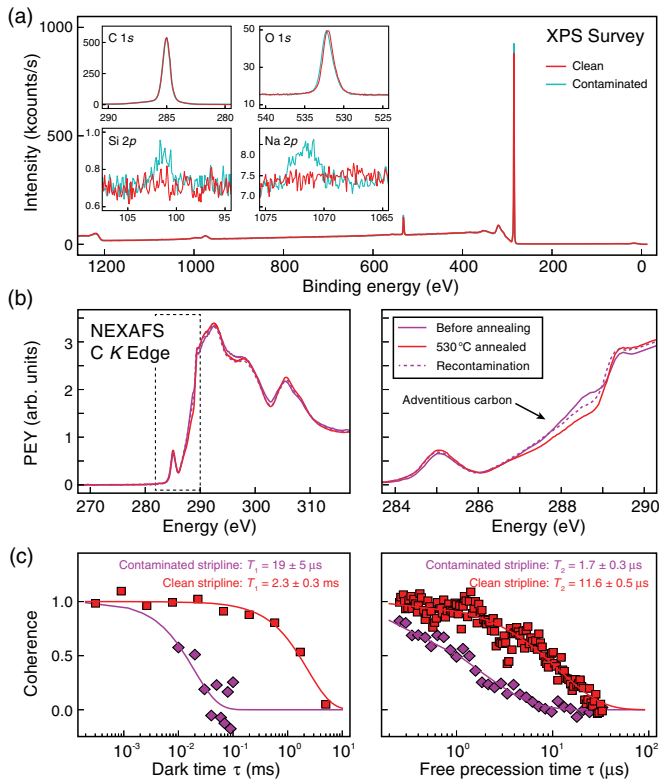 (a)
XPS Survey
Clean
Contaminated
Intensity (kcounts/s)
1000
500
0
1200
1000
800
600
400
200
0
Binding energy (eV)
C 1s
500
250
0
290
285
280
O 1s
50
40
30
20
10
540
535
530
525
Si 2p
1.0
0.8
0.6
105
100
95
Na 2p
9.0
8.5
8.0
7.5
7.0
1075
1070
1065
(b)
NEXAFS
C K Edge
PEY (arb. units)
3
2
1
0
270
280
290
300
310
Energy (eV)
Before annealing
530 °C annealed
Recontamination
Adventitious carbon
284
286
288
290
Energy (eV)
(c)
Contaminated stripline: T1 = 19 ± 5 µs
Clean stripline: T1 = 2.3 ± 0.3 ms
Coherence
1.0
0.5
0.0
10⁻³
10⁻²
10⁻¹
10⁰
10¹
Dark time τ (ms)
Contaminated stripline: T2 = 1.7 ± 0.3 µs
Clean stripline: T2 = 11.6 ± 0.5 µs
10⁰
10¹
10²
Free precession time τ (µs)